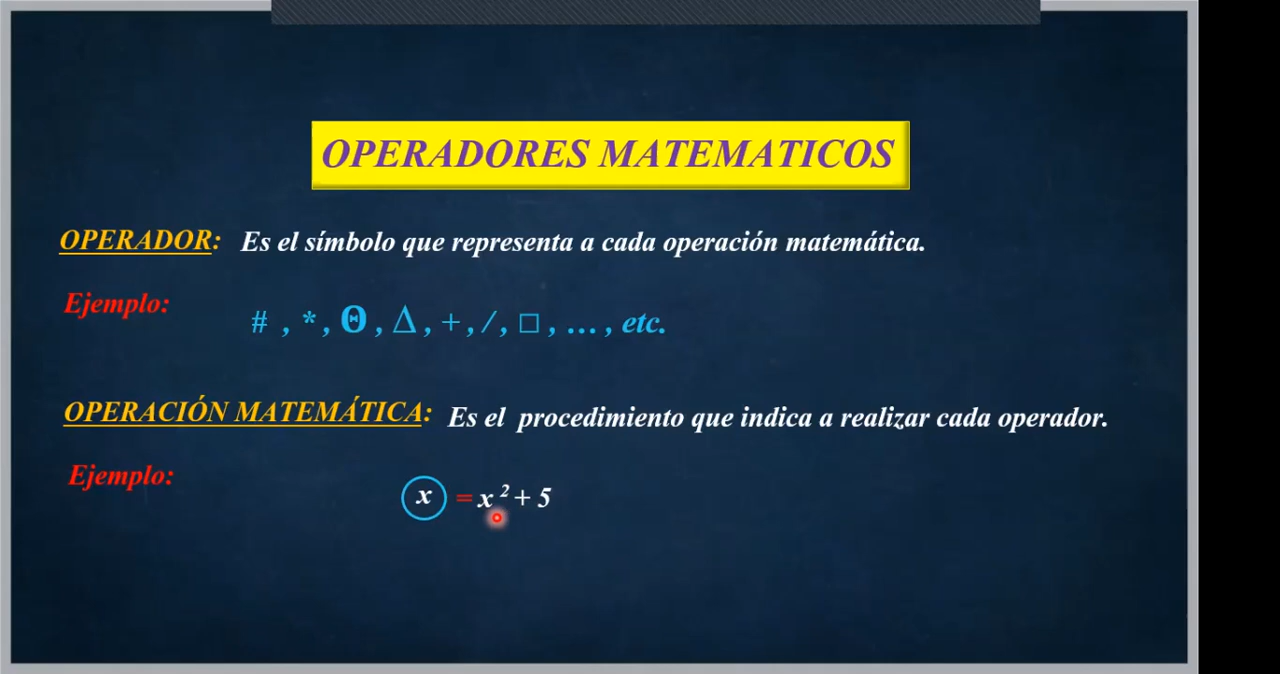 OPERADORES MATEMATICOS
OPERADOR: Es el símbolo que representa a cada operación matemática.
Ejemplo:
# , * , Θ , Δ , + , / , □ , ... , etc.
OPERACIÓN MATEMÁTICA: Es el procedimiento que indica a realizar cada operador.
Ejemplo:
x = x² + 5